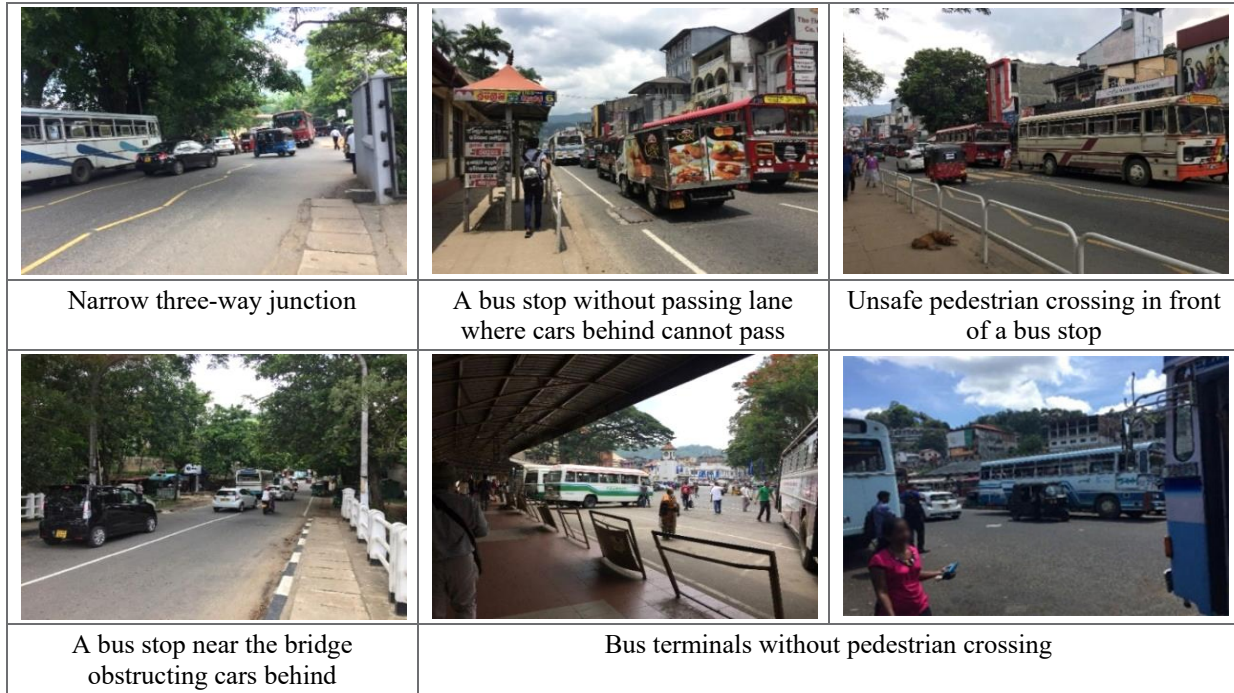 Narrow three-way junction
A bus stop without passing lane
where cars behind cannot pass
Unsafe pedestrian crossing in front
of a bus stop
A bus stop near the bridge
obstructing cars behind
Bus terminals without pedestrian crossing